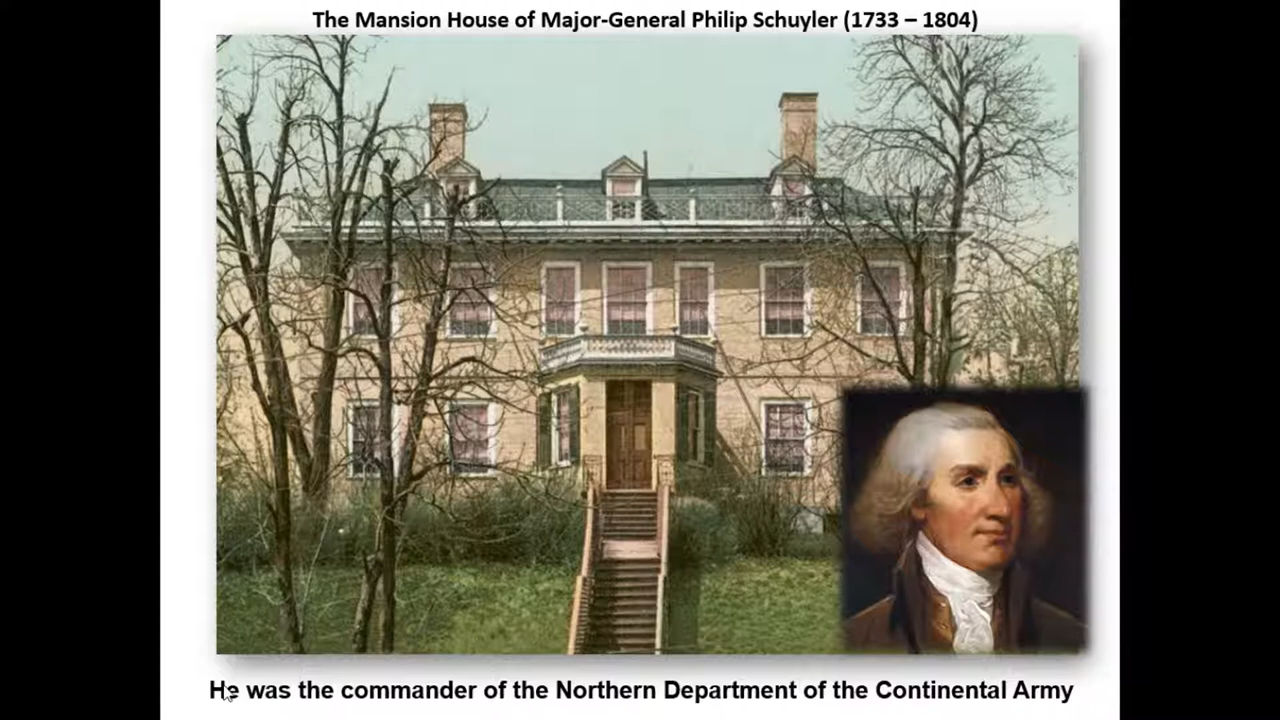 The Mansion House of Major-General Philip Schuyler (1733 – 1804)
He was the commander of the Northern Department of the Continental Army